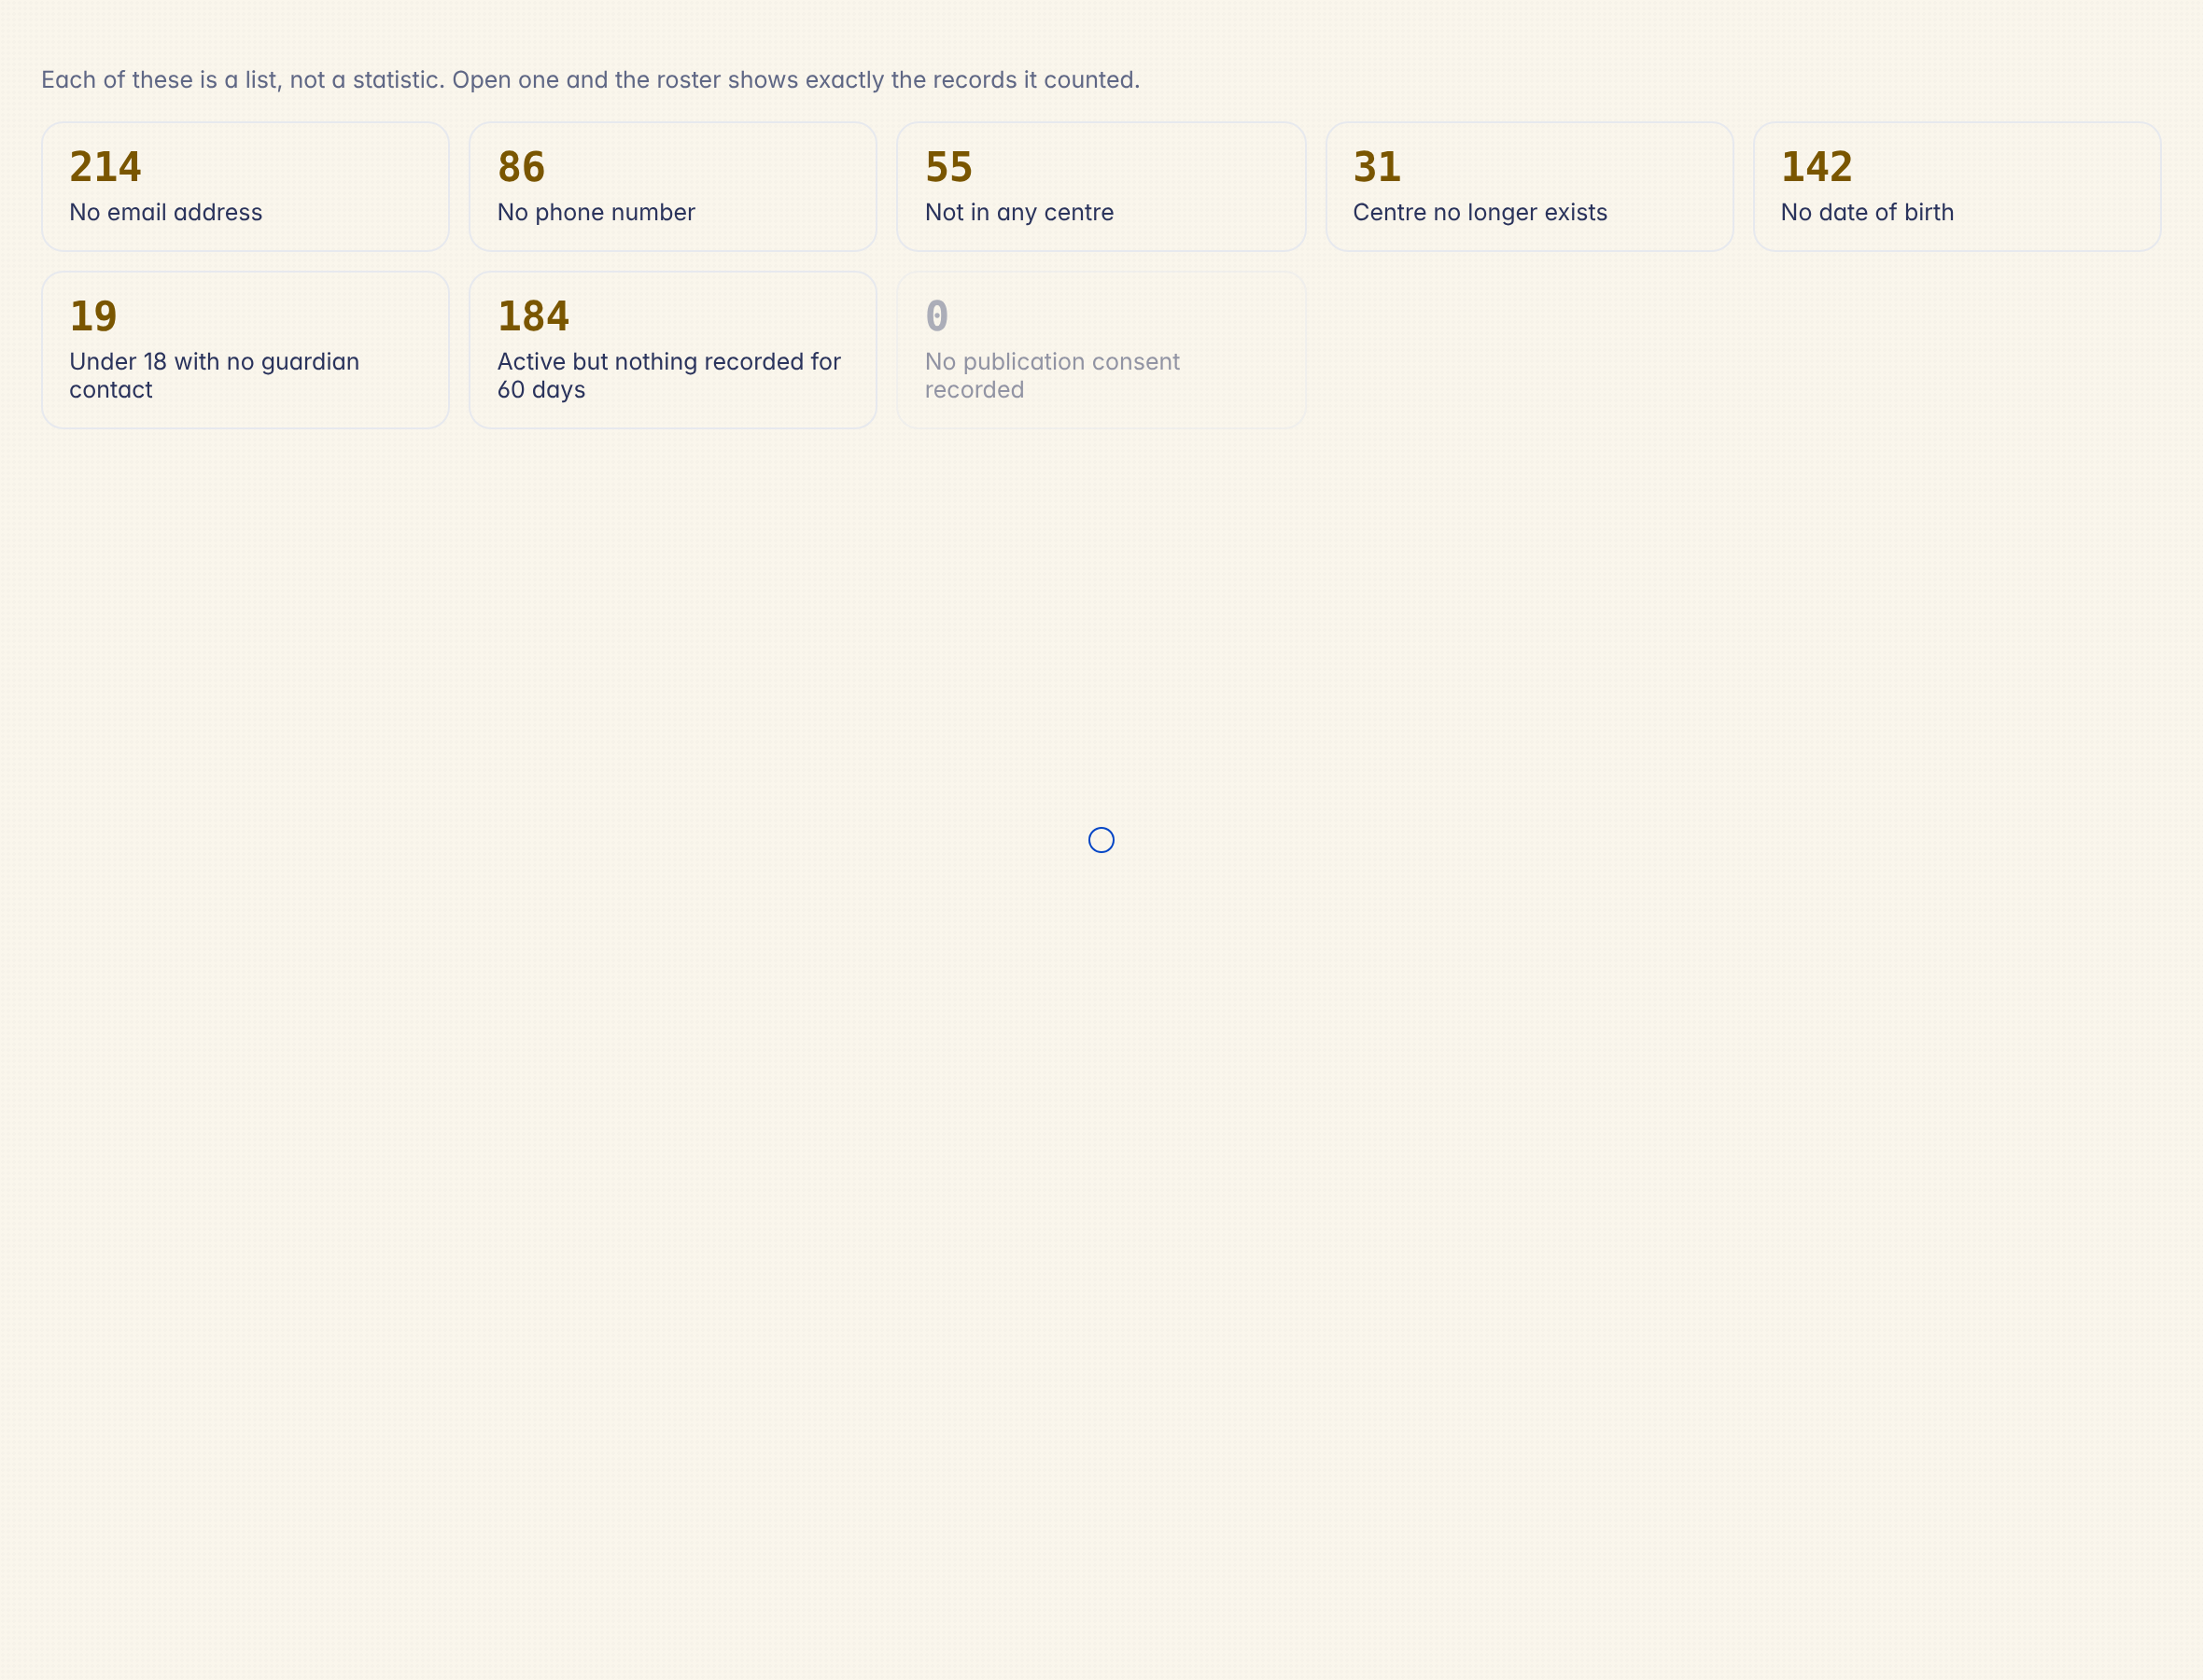 Each of these is a list, not a statistic. Open one and the roster shows exactly the records it counted.
214
No email address
86
No phone number
55
Not in any centre
31
Centre no longer exists
142
No date of birth
19
Under 18 with no guardian
contact
184
Active but nothing recorded for
60 days
0
No publication consent
recorded